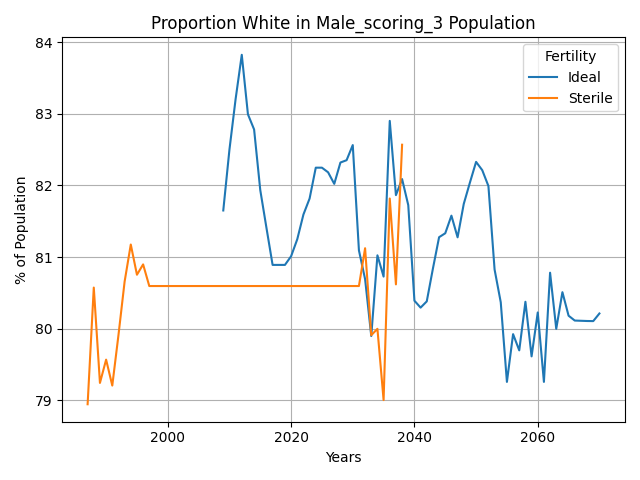 Proportion White in Male_scoring_3 Population
Fertility
Ideal
Sterile
84
83
82
81
80
79
% of Population
2000
2020
2040
2060
Years